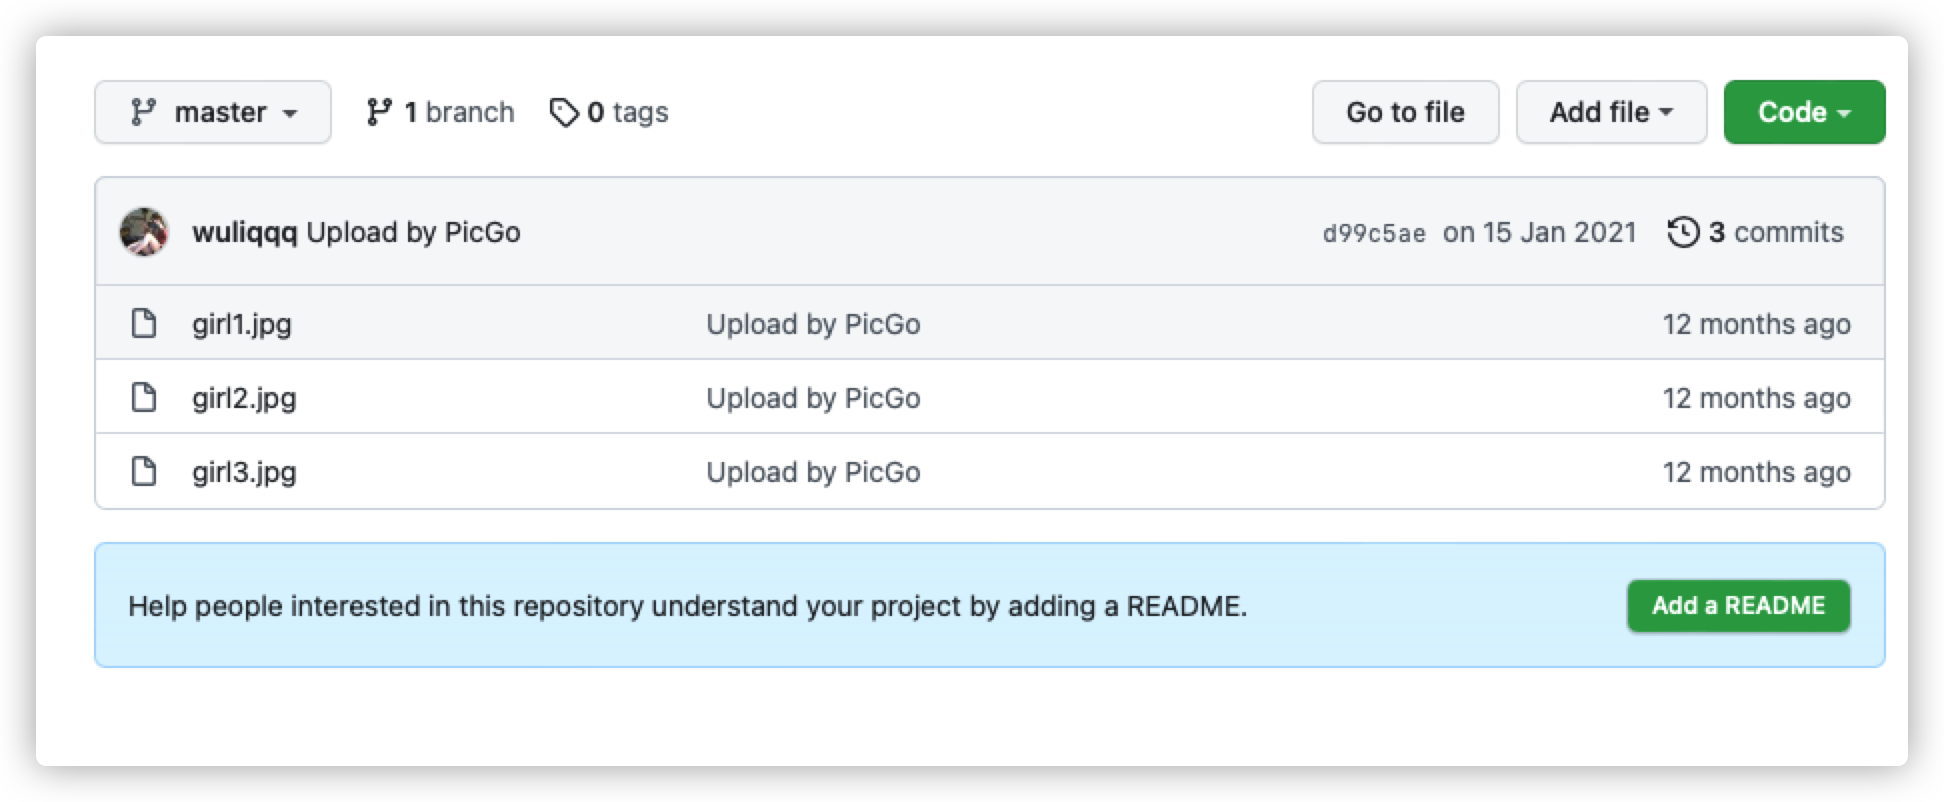 master 1 branch 0 tags Go to file Add file Code
wuliqqq Upload by PicGo d99c5ae on 15 Jan 2021 3 commits
girl1.jpg Upload by PicGo 12 months ago
girl2.jpg Upload by PicGo 12 months ago
girl3.jpg Upload by PicGo 12 months ago
Help people interested in this repository understand your project by adding a README. Add a README